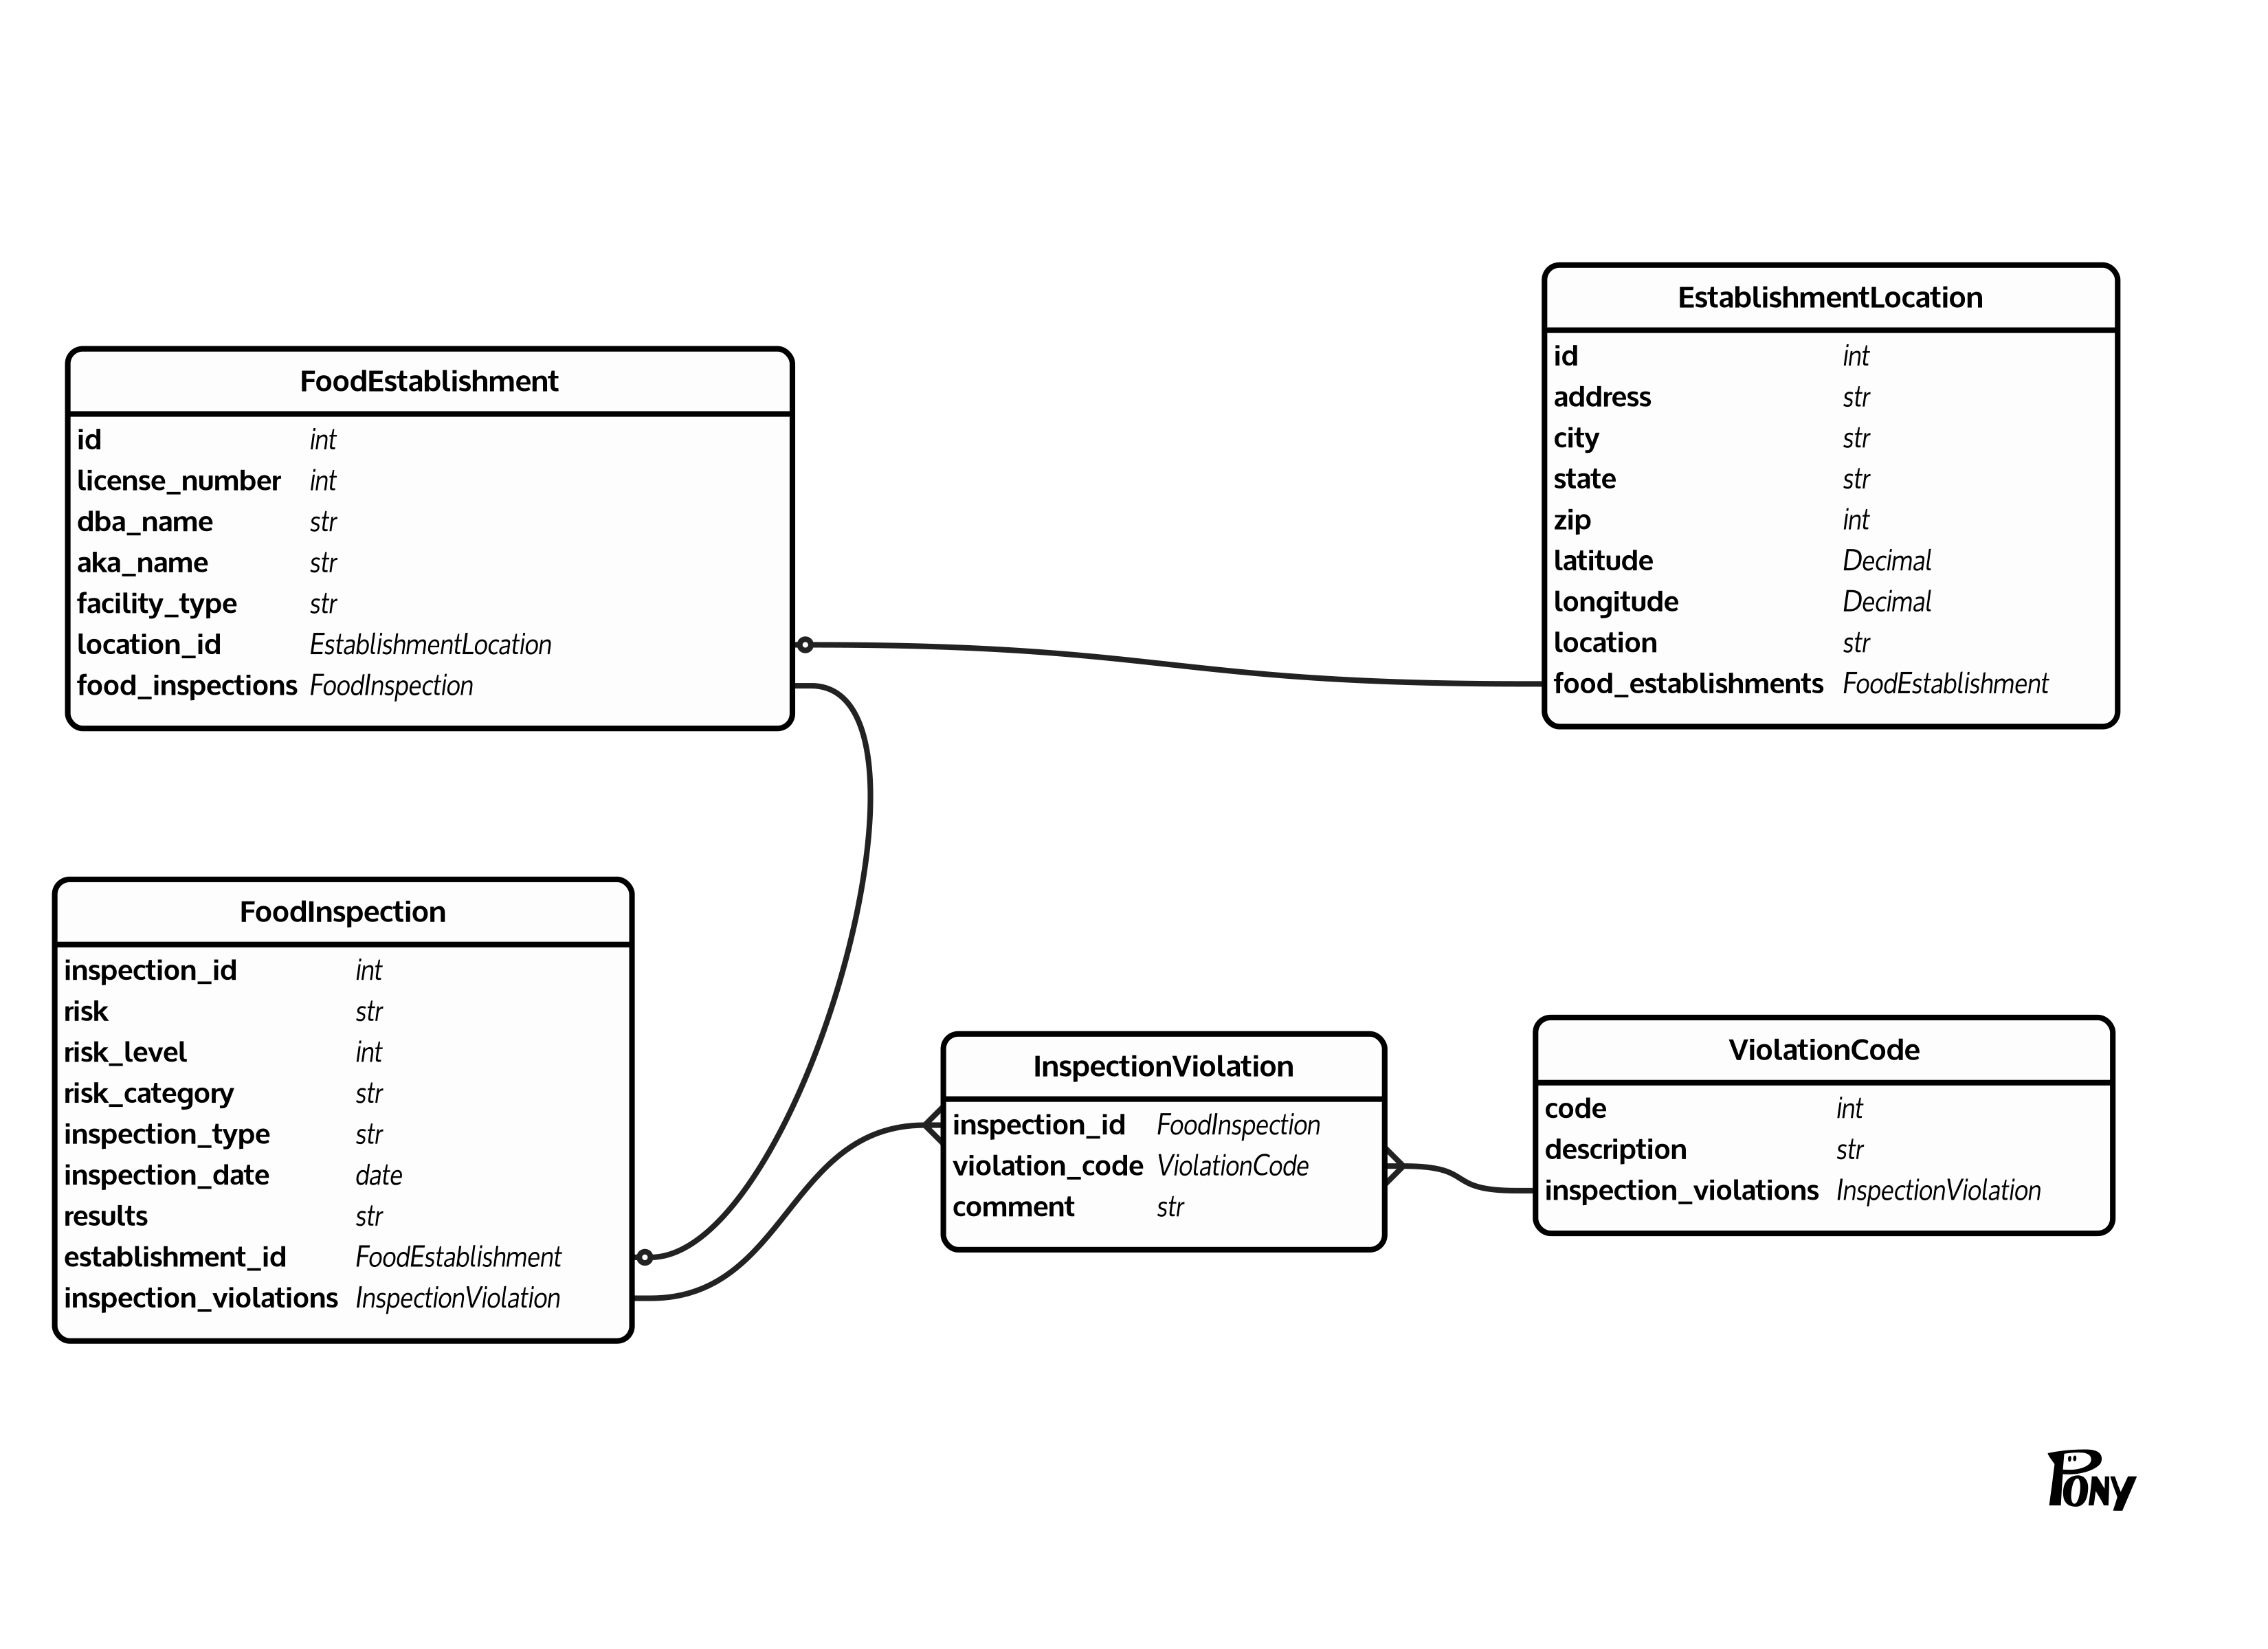 EstablishmentLocation
id int
address str
city str
state str
zip int
latitude Decimal
longitude Decimal
location str
food_establishments FoodEstablishment
FoodEstablishment
id int
license_number int
dba_name str
aka_name str
facility_type str
location_id EstablishmentLocation
food_inspections FoodInspection
FoodInspection
inspection_id int
risk str
risk_level int
risk_category str
inspection_type str
inspection_date date
results str
establishment_id FoodEstablishment
inspection_violations InspectionViolation
InspectionViolation
inspection_id FoodInspection
violation_code ViolationCode
comment str
ViolationCode
code int
description str
inspection_violations InspectionViolation
PONY